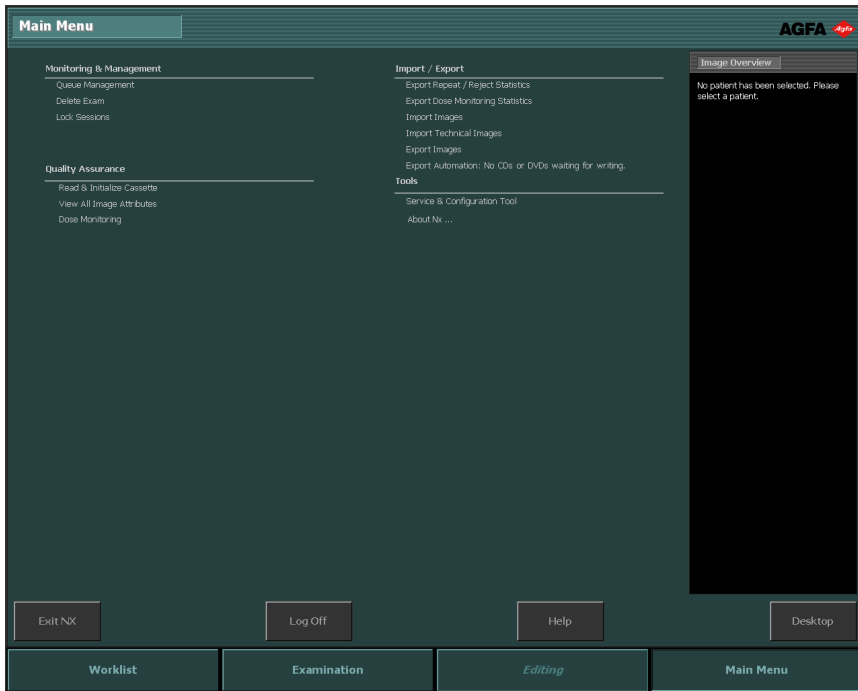 Main Menu
AGFA
Agfa
Monitoring & Management
Queue Management
Delete Exam
Lock Sessions
Quality Assurance
Read & Initialize Cassette
View All Image Attributes
Dose Monitoring
Import / Export
Export Repeat / Reject Statistics
Export Dose Monitoring Statistics
Import Images
Import Technical Images
Export Images
Export Automation: No CDs or DVDs waiting for writing.
Tools
Service & Configuration Tool
About Nx ...
Image Overview
No patient has been selected. Please
select a patient.
Exit NX
Log Off
Help
Desktop
Worklist
Examination
Editing
Main Menu